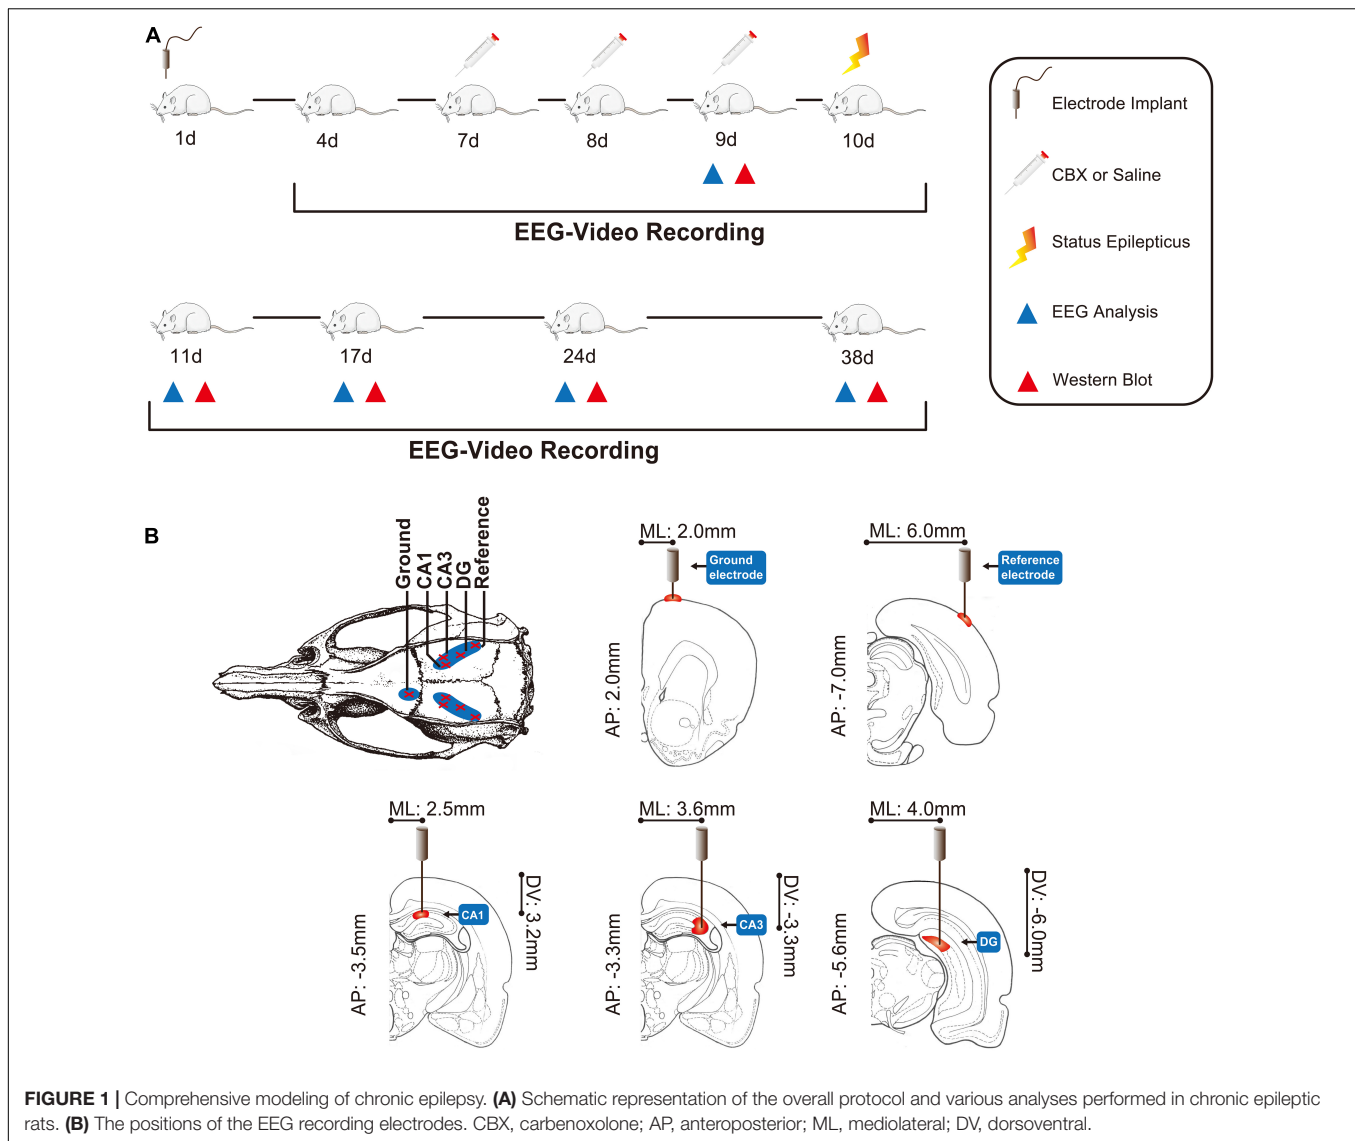 A
1d
4d
7d
8d
9d
10d
EEG-Video Recording
11d
17d
24d
38d
EEG-Video Recording
Electrode Implant
CBX or Saline
Status Epilepticus
EEG Analysis
Western Blot
B
Ground
CA1
CA3
DG
Reference
ML: 2.0mm
Ground
electrode
AP: 2.0mm
ML: 6.0mm
Reference
electrode
AP: -7.0mm
ML: 2.5mm
CA1
DV: 3.2mm
AP: -3.5mm
ML: 3.6mm
CA3
DV: -3.3mm
AP: -3.3mm
ML: 4.0mm
DG
DV: -6.0mm
AP: -5.6mm
FIGURE 1 | Comprehensive modeling of chronic epilepsy. (A) Schematic representation of the overall protocol and various analyses performed in chronic epileptic
rats. (B) The positions of the EEG recording electrodes. CBX, carbenoxolone; AP, anteroposterior; ML, mediolateral; DV, dorsoventral.